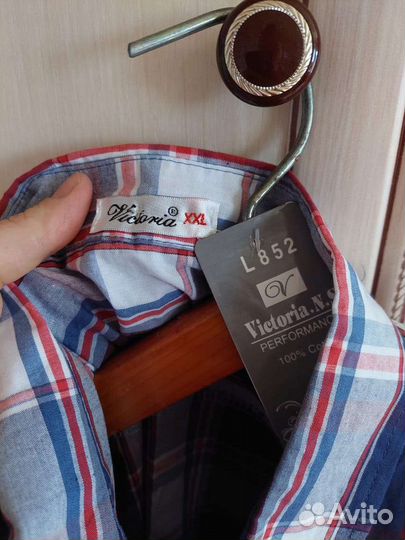 Victoria ® XXL
L 852
V
Victoria.N.
PERFORMANC
100% Co
Avito